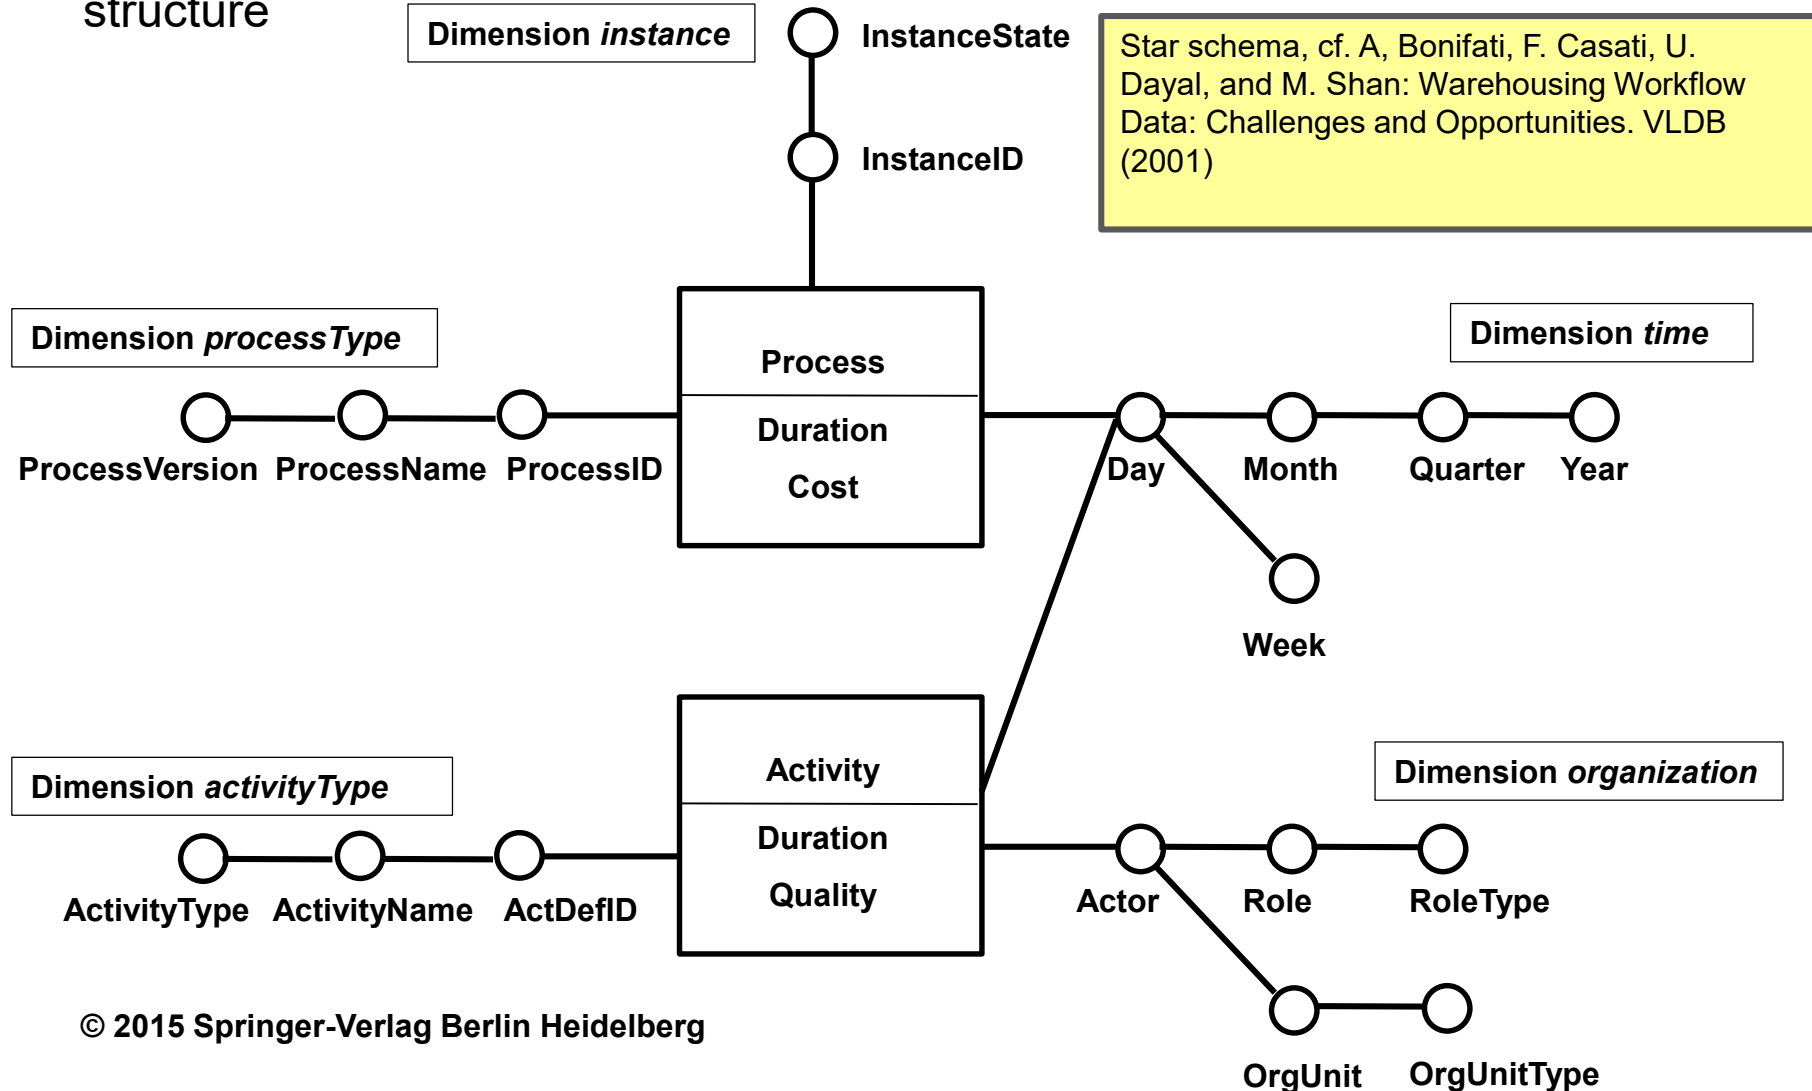 structure
Dimension instance
InstanceState
Star schema, cf. A, Bonifati, F. Casati, U.
Dayal, and M. Shan: Warehousing Workflow
Data: Challenges and Opportunities. VLDB
(2001)
InstanceID
Dimension processType
Process
Dimension time
Duration
Cost
ProcessVersion
ProcessName
ProcessID
Day
Month
Quarter
Year
Week
Dimension activityType
Activity
Dimension organization
Duration
Quality
ActivityType
ActivityName
ActDefID
Actor
Role
RoleType
© 2015 Springer-Verlag Berlin Heidelberg
OrgUnit
OrgUnitType